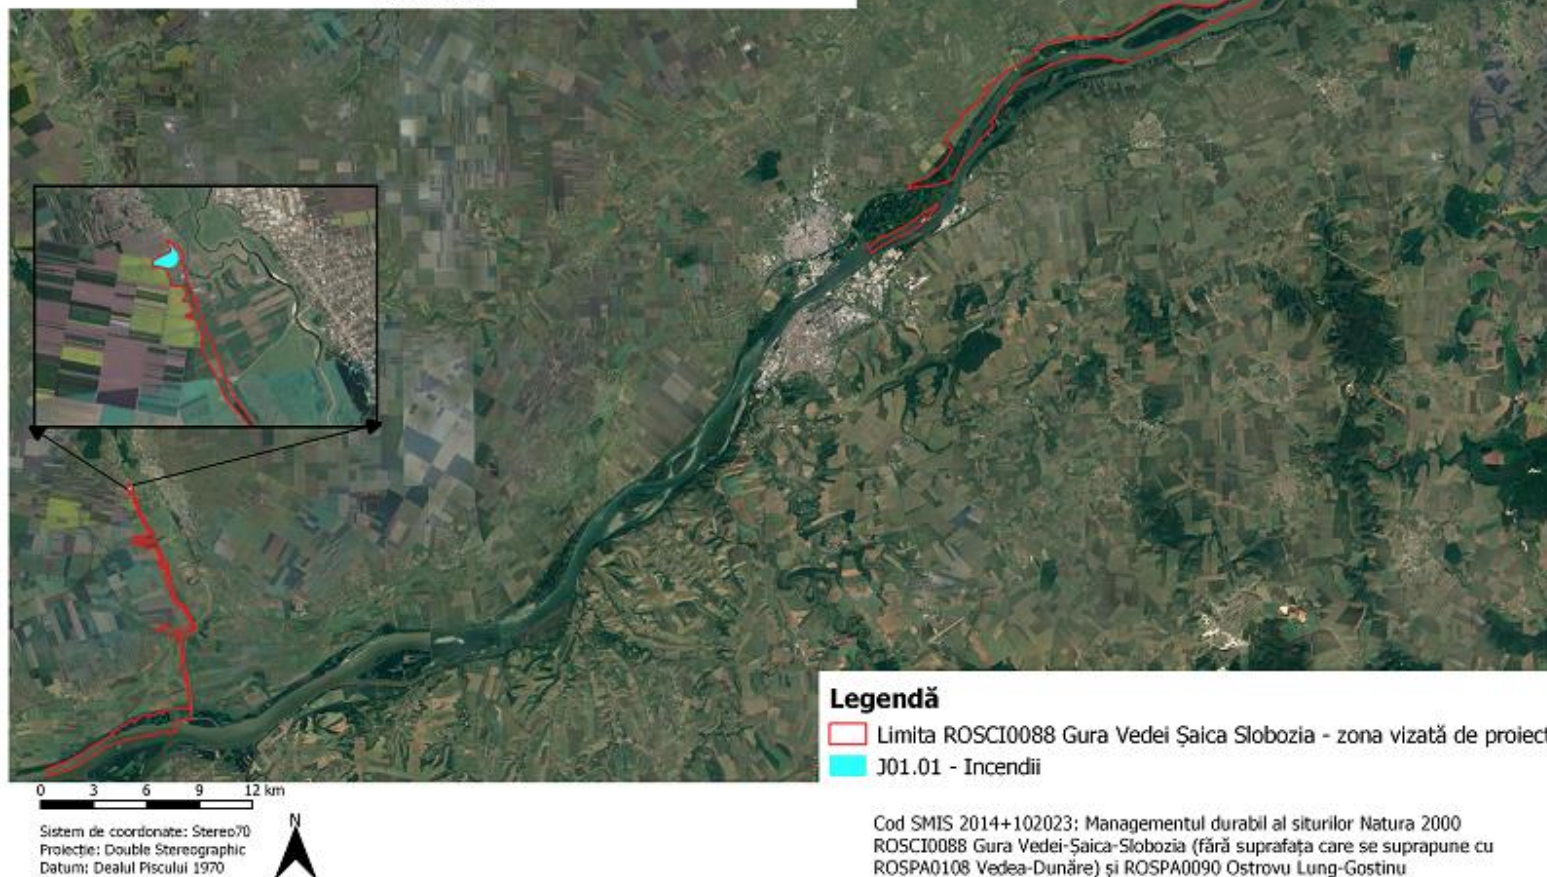 Legendă
Limita ROSCI0088 Gura Vedei Șaica Slobozia - zona vizată de proiect
J01.01 - Incendii
0 3 6 9 12 km
Sistem de coordonate: Stereo70
Proiecție: Double Stereographic
Datum: Dealul Piscului 1970
N
Cod SMIS 2014+102023: Managementul durabil al siturilor Natura 2000
ROSCI0088 Gura Vedei-Șaica-Slobozia (fără suprafața care se suprapune cu
ROSPA0108 Vedea-Dunăre) și ROSPA0090 Ostrovu Lung-Gostinu